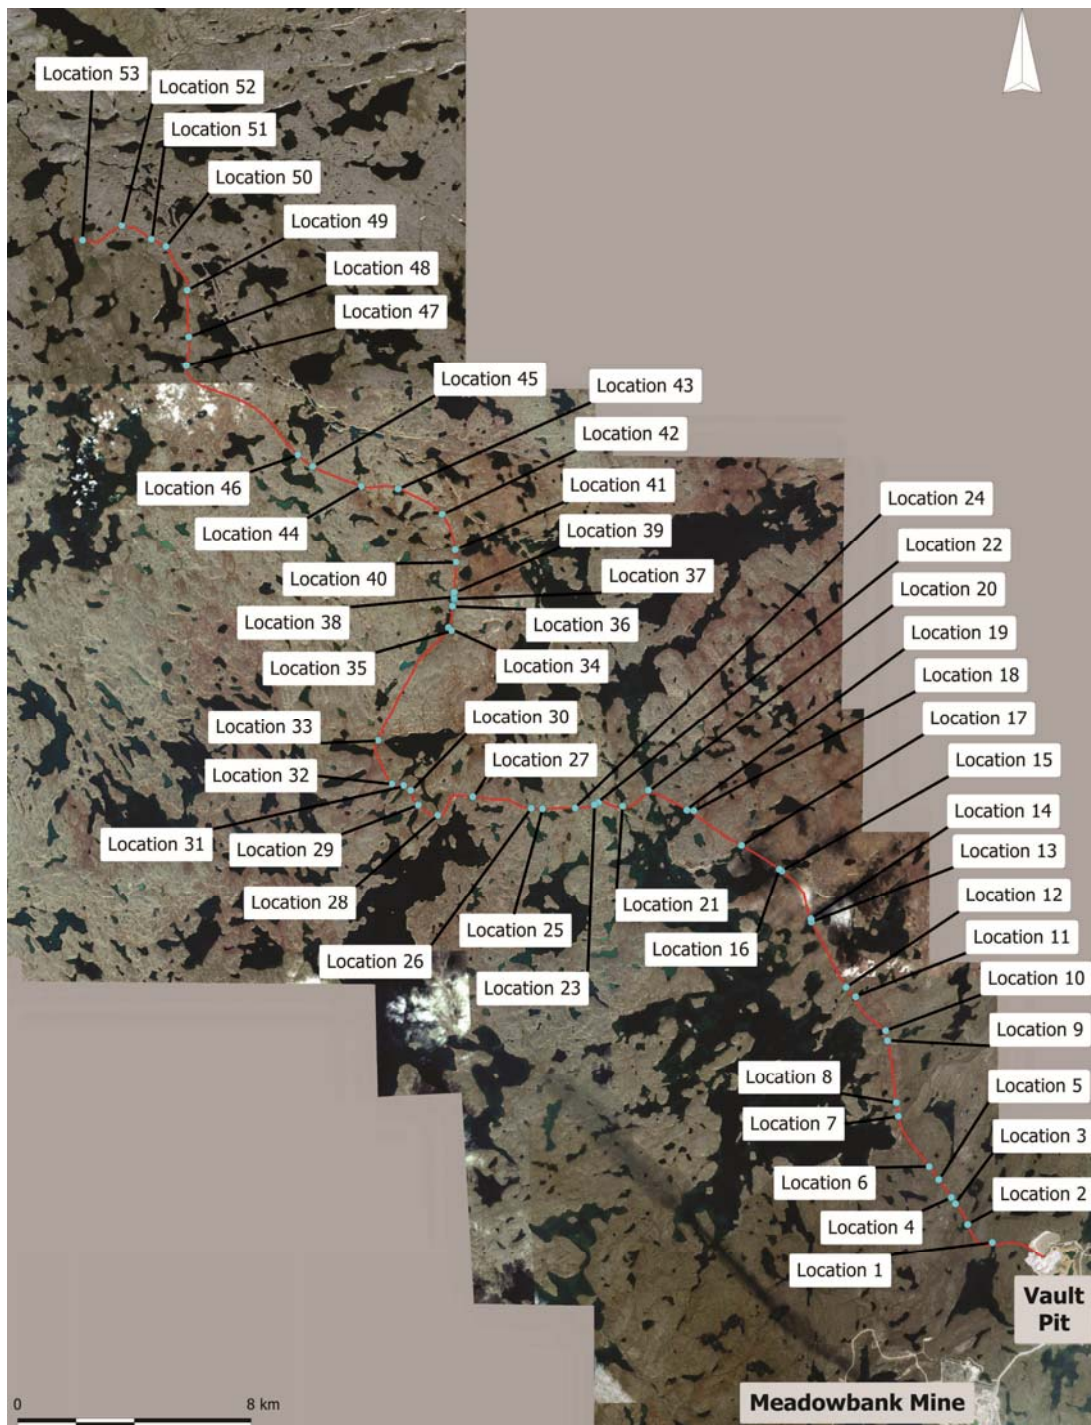 Location 53
Location 52
Location 51
Location 50
Location 49
Location 48
Location 47
Location 45
Location 43
Location 42
Location 46
Location 41
Location 24
Location 44
Location 39
Location 22
Location 40
Location 37
Location 20
Location 38
Location 36
Location 19
Location 35
Location 34
Location 18
Location 30
Location 17
Location 33
Location 27
Location 15
Location 32
Location 14
Location 31
Location 29
Location 13
Location 12
Location 28
Location 21
Location 25
Location 11
Location 16
Location 26
Location 10
Location 23
Location 9
Location 8
Location 5
Location 7
Location 3
Location 6
Location 2
Location 4
Location 1
Vault
Pit
Meadowbank Mine
0
8 km